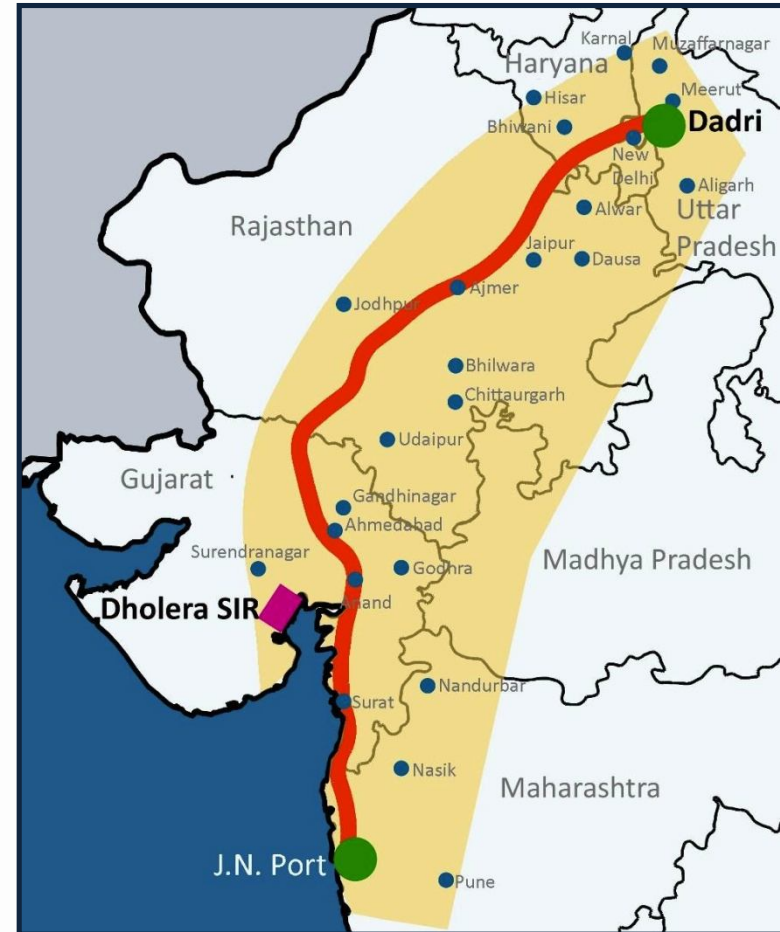 Karnal
Muzaffarnagar
Haryana
Hisar
Meerut
Bhiwani
Dadri
New
Delhi
Aligarh
Alwar
Uttar
Pradesh
Rajasthan
Jaipur
Dausa
Ajmer
Jodhpur
Bhilwara
Chittaurgarh
Udaipur
Gujarat
Gandhinagar
Ahmedabad
Surendranagar
Godhra
Madhya Pradesh
Anand
Dholera SIR
Nandurbar
Surat
Nasik
Maharashtra
J.N. Port
Pune